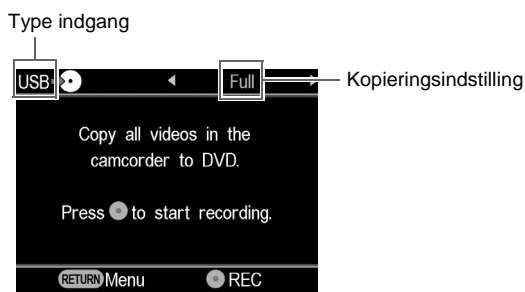 Type indgang
USB Full
Kopieringsindstilling
Copy all videos in the
camcorder to DVD.
Press to start recording.
RETURN Menu REC